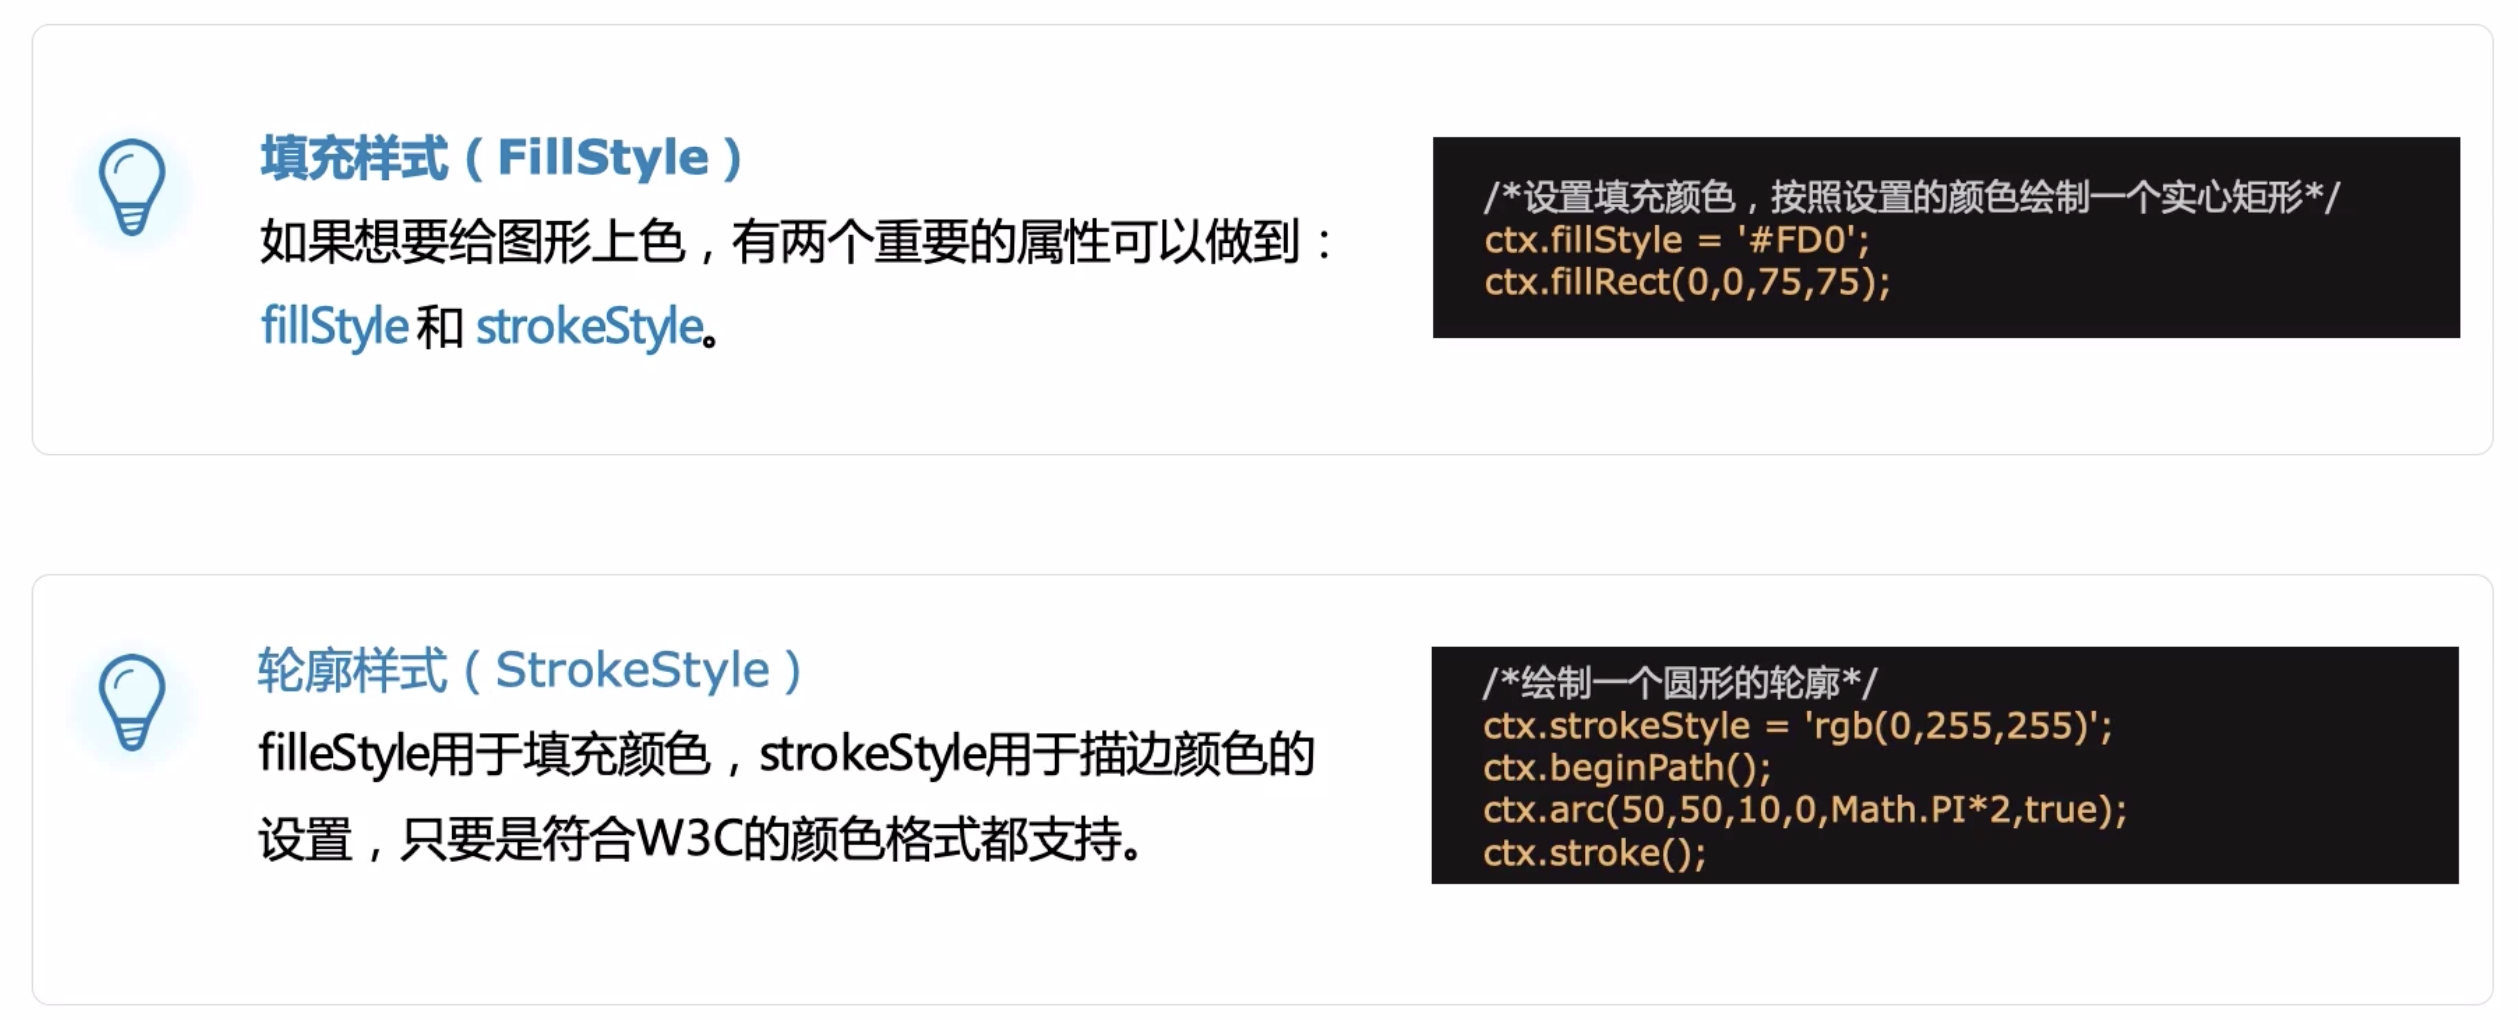 填充样式（FillStyle）
如果想要给图形上色，有两个重要的属性可以做到：
fillStyle 和 strokeStyle。
/*设置填充颜色，按照设置的颜色绘制一个实心矩形*/
ctx.fillStyle = '#FD0';
ctx.fillRect(0,0,75,75);
轮廓样式（StrokeStyle）
filleStyle用于填充颜色，strokeStyle用于描边颜色的
设置，只要是符合W3C的颜色格式都支持。
/*绘制一个圆形的轮廓*/
ctx.strokeStyle = 'rgb(0,255,255)';
ctx.beginPath();
ctx.arc(50,50,10,0,Math.PI*2,true);
ctx.stroke();